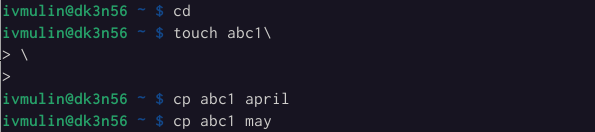 ivmulin@dk3n56 ~ $ cd
ivmulin@dk3n56 ~ $ touch abc1\
> \
>
ivmulin@dk3n56 ~ $ cp abc1 april
ivmulin@dk3n56 ~ $ cp abc1 may